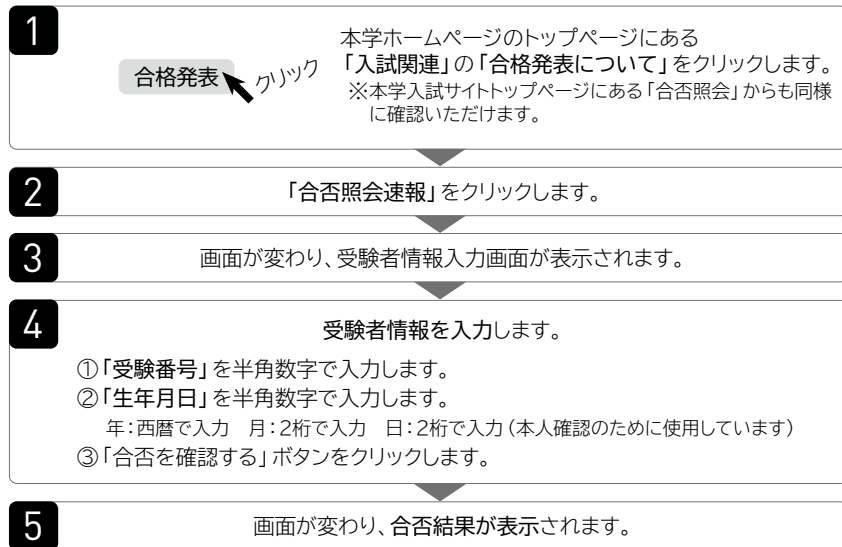 1
本学ホームページのトップページにある
合格発表 クリック 「入試関連」の「合格発表について」をクリックします。
※本学入試サイトトップページにある「合否照会」からも同様
に確認いただけます。
2 「合否照会速報」をクリックします。
3 画面が変わり、受験者情報入力画面が表示されます。
4 受験者情報を入力します。
①「受験番号」を半角数字で入力します。
②「生年月日」を半角数字で入力します。
年：西暦で入力　月：2桁で入力　日：2桁で入力（本人確認のために使用しています）
③「合否を確認する」ボタンをクリックします。
5 画面が変わり、合否結果が表示されます。